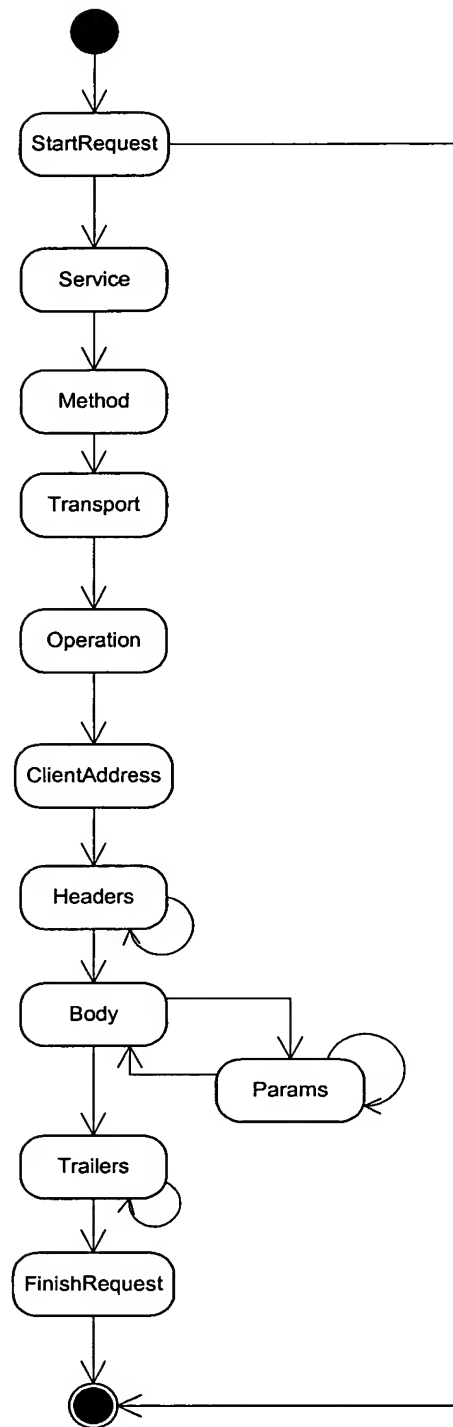 StartRequest
Service
Method
Transport
Operation
ClientAddress
Headers
Body
Params
Trailers
FinishRequest